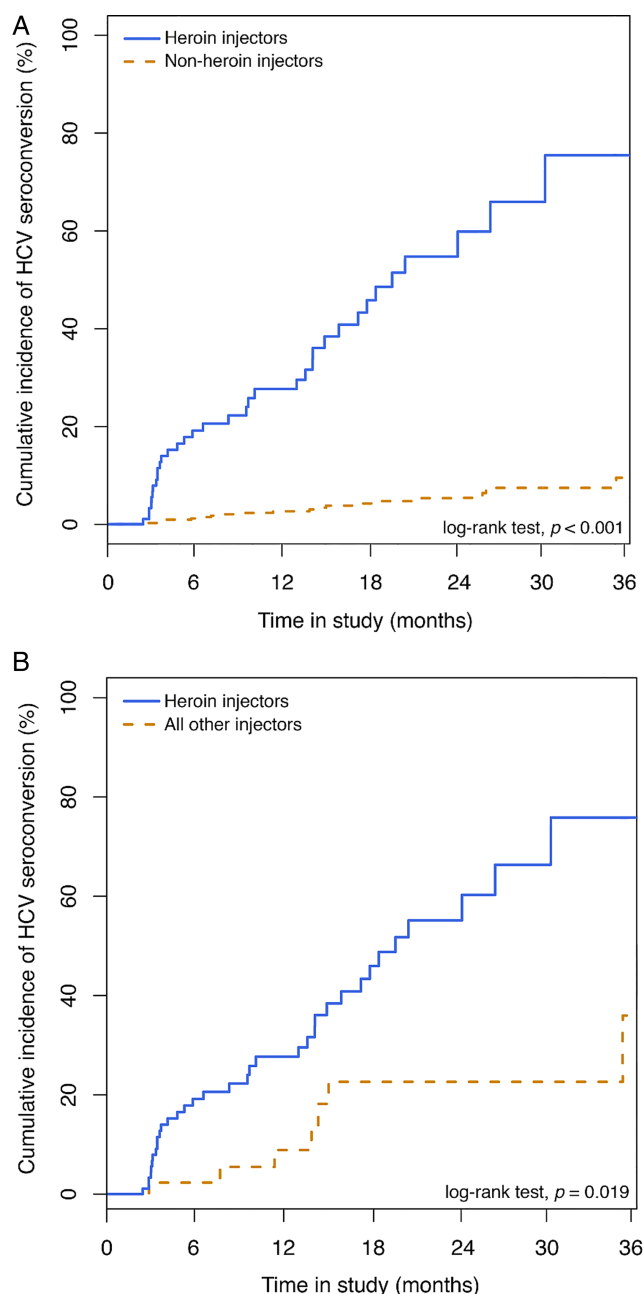 A
Heroin injectors
Non-heroin injectors
Cumulative incidence of HCV seroconversion (%)
100
80
60
40
20
0
log-rank test, p < 0.001
0 6 12 18 24 30 36
Time in study (months)
B
Heroin injectors
All other injectors
Cumulative incidence of HCV seroconversion (%)
100
80
60
40
20
0
log-rank test, p = 0.019
0 6 12 18 24 30 36
Time in study (months)